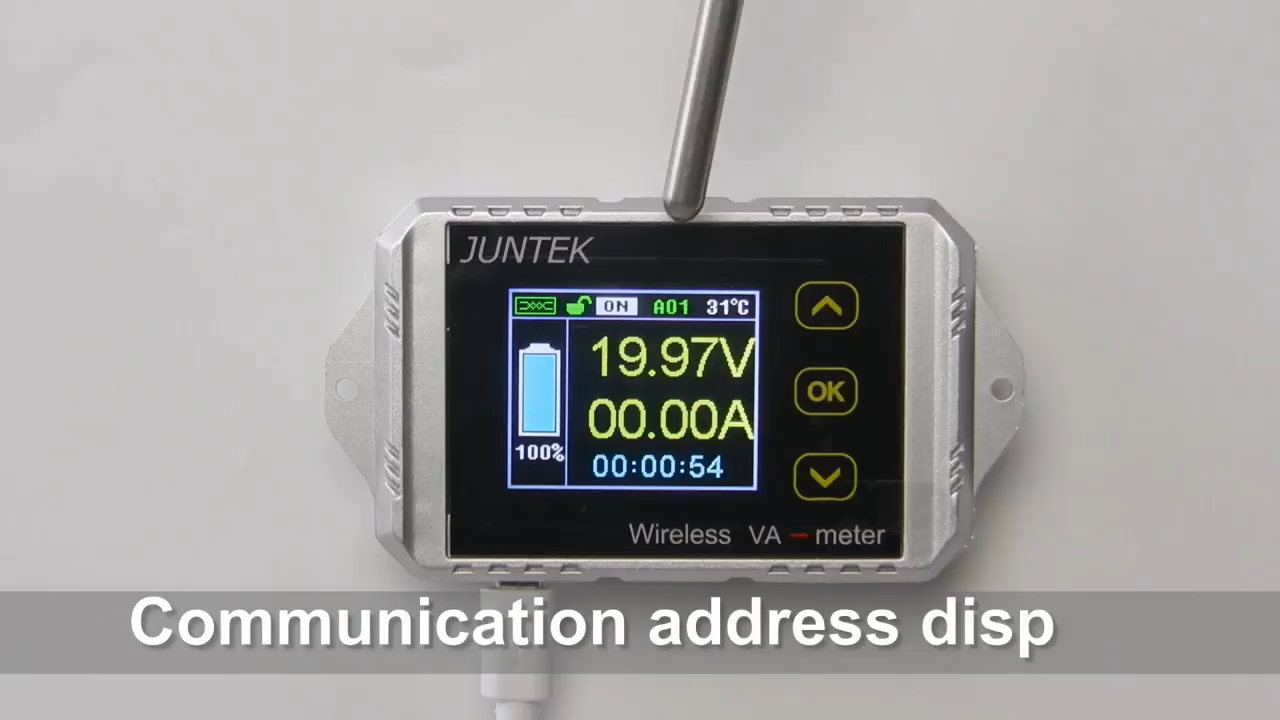 JUNTEK
ON A01 31°C
19.97V
00.00A
100%
00:00:54
OK
Wireless VA - meter
Communication address disp